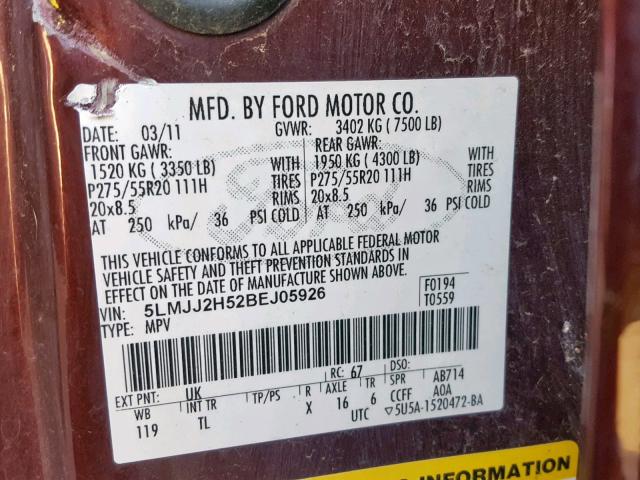 MFD. BY FORD MOTOR CO.
DATE: 03/11 GVWR: 3402 KG ( 7500 LB)
FRONT GAWR: REAR GAWR:
1520 KG ( 3350 LB) WITH 1950 KG ( 4300 LB) WITH
P275/55R20 111H TIRES P275/55R20 111H TIRES
20x8.5 RIMS 20x8.5 RIMS
AT 250 kPa/ 36 PSI COLD AT 250 kPa/ 36 PSI COLD
Ford
THIS VEHICLE CONFORMS TO ALL APPLICABLE FEDERAL MOTOR
VEHICLE SAFETY AND THEFT PREVENTION STANDARDS IN
EFFECT ON THE DATE OF MANUFACTURE SHOWN ABOVE.
VIN: 5LMJJ2H52BEJ05926 F0194
TYPE: MPV T0559
RC: 67 DSO:
EXT PNT: UK AXLE TR SPR AB714
WB INT TR TP/PS R 16 6 CCFF A0A
119 TL X UTC ▽5U5A-1520472-BA
INFORMATION